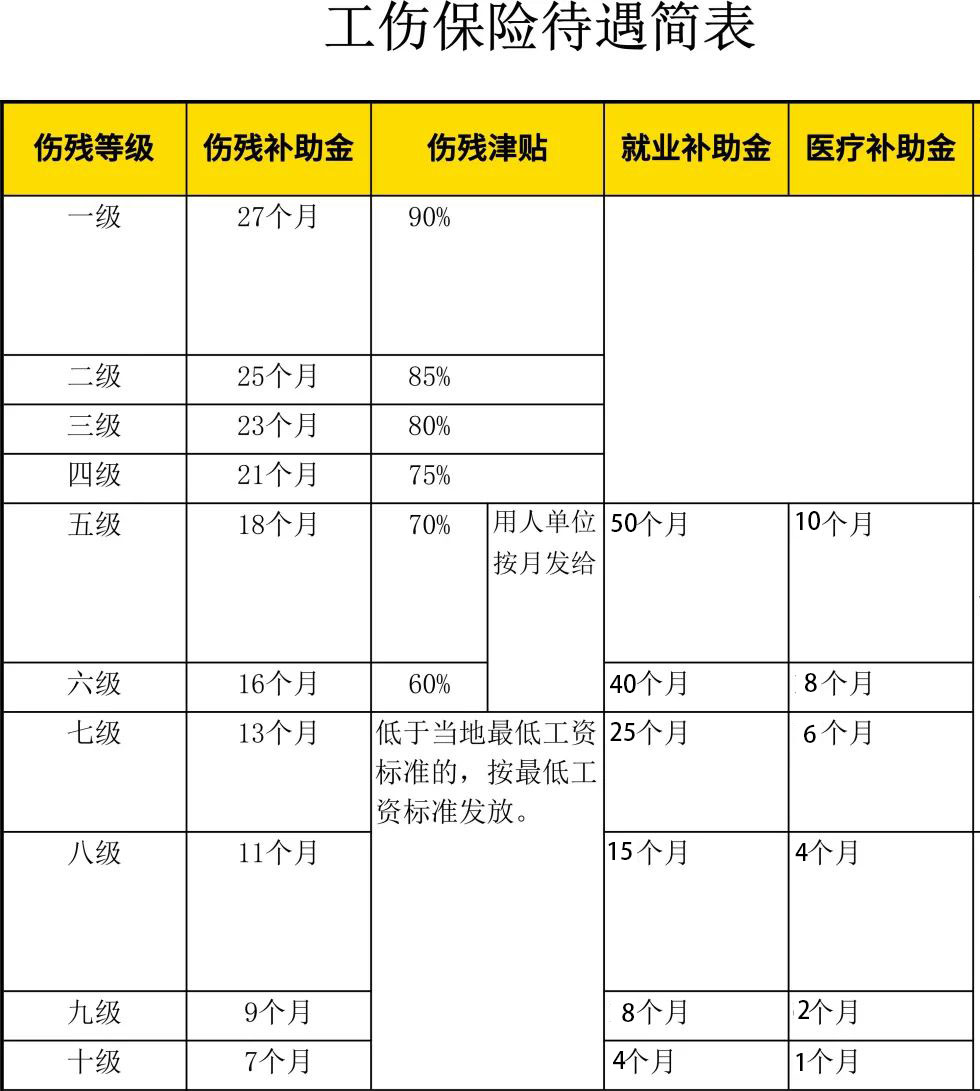 工伤保险待遇简表
伤残等级 伤残补助金 伤残津贴 就业补助金 医疗补助金
一级 27个月 90%
二级 25个月 85%
三级 23个月 80%
四级 21个月 75%
五级 18个月 70% 用人单位 50个月 10个月
按月发给
六级 16个月 60% 40个月 8个月
七级 13个月 低于当地最低工资 25个月 6个月
标准的，按最低工
资标准发放。
八级 11个月 15个月 4个月
九级 9个月 8个月 2个月
十级 7个月 4个月 1个月